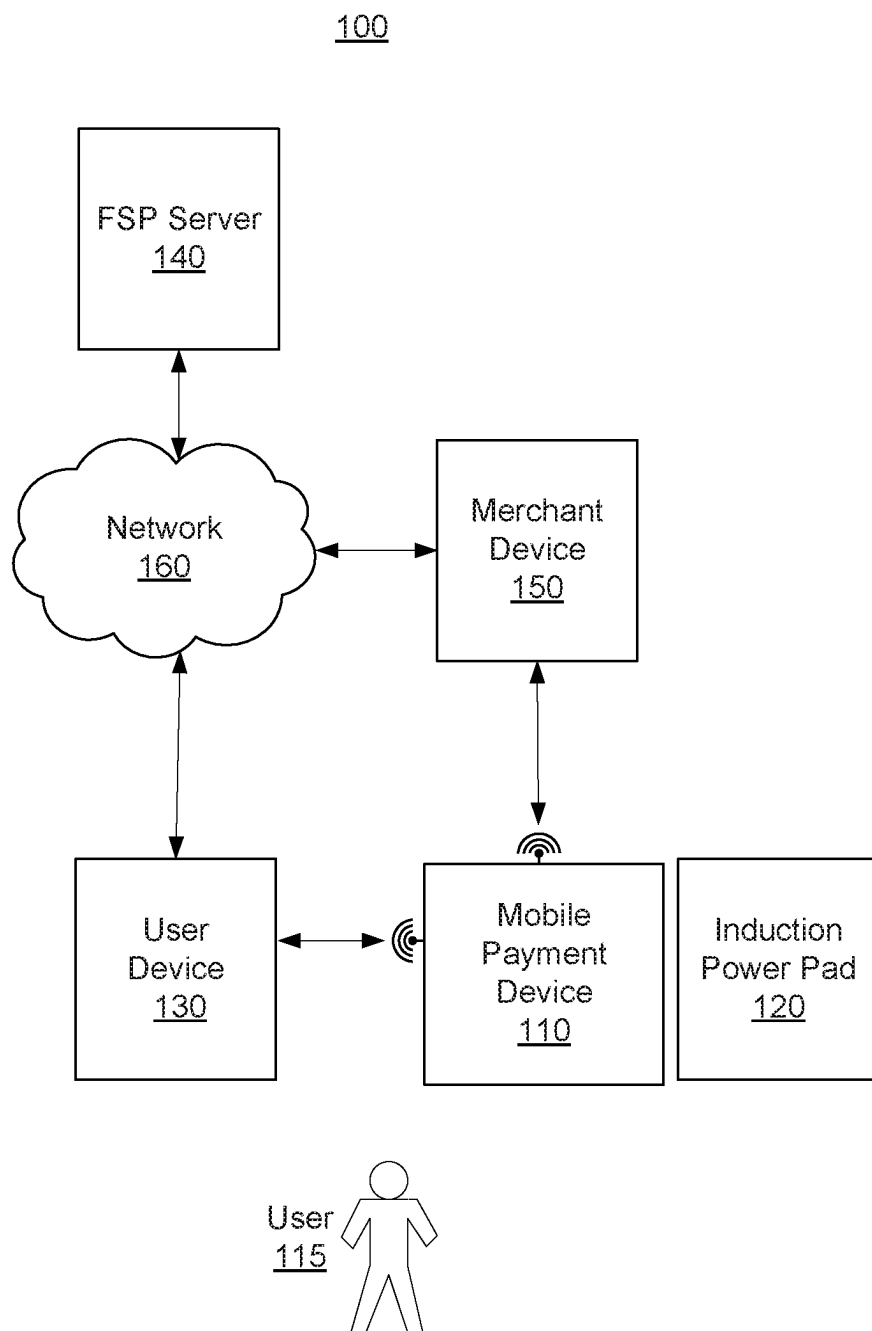 100
FSP Server
140
Network
160
Merchant
Device
150
User
Device
130
Mobile
Payment
Device
110
Induction
Power Pad
120
User
115